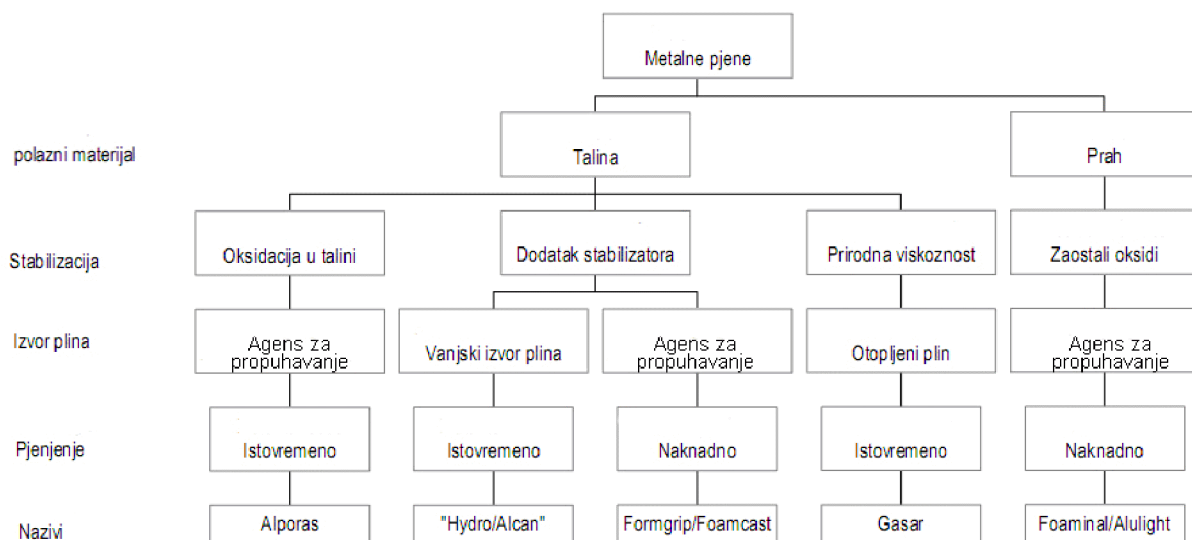 Metalne pjene
polazni materijal
Talina
Prah
Stabilizacija
Oksidacija u talini
Dodatak stabilizatora
Prirodna viskoznost
Zaostali oksidi
Izvor plina
Agens za
propuhavanje
Vanjski izvor plina
Agens za
propuhavanje
Otopljeni plin
Agens za
propuhavanje
Pjenjenje
Istovremeno
Istovremeno
Naknadno
Istovremeno
Naknadno
Nazivi
Alporas
"Hydro/Alcan"
Formgrip/Foamcast
Gasar
Foaminal/Alulight